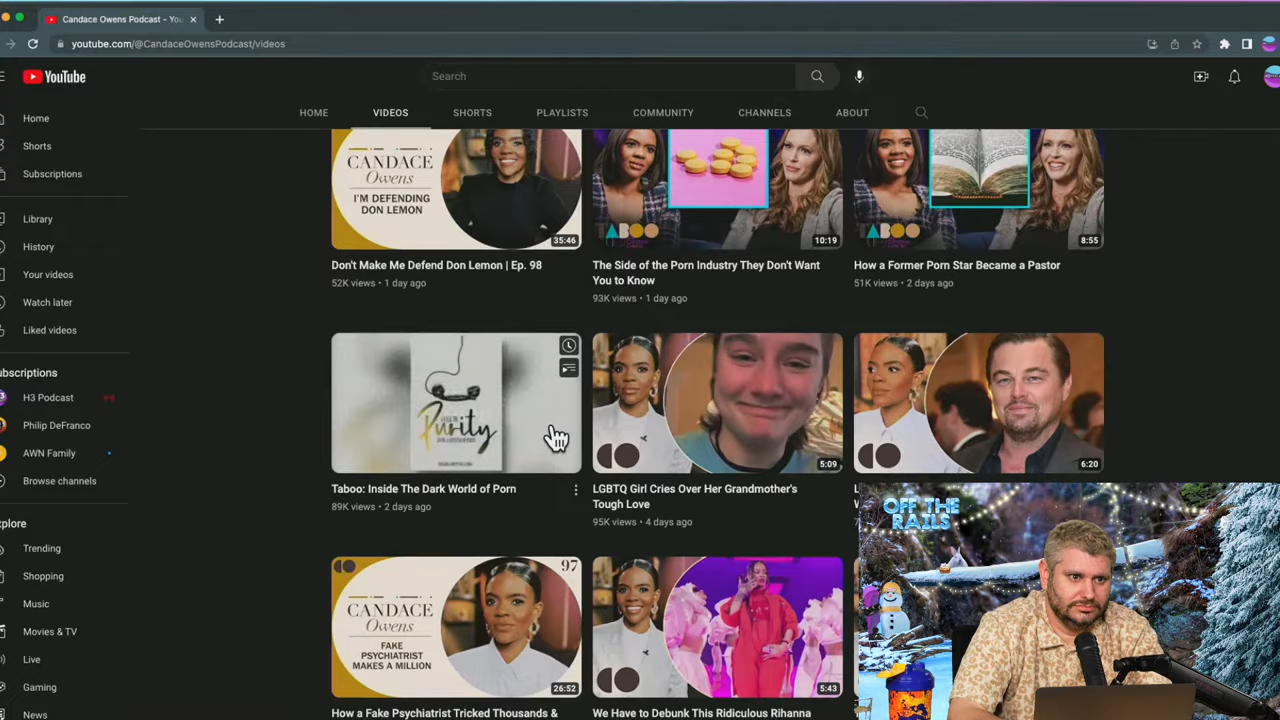 Candace Owens Podcast - You
youtube.com/@CandaceOwensPodcast/videos
YouTube
Search
HOME
VIDEOS
SHORTS
PLAYLISTS
COMMUNITY
CHANNELS
ABOUT
Home
Shorts
Subscriptions
Library
History
Your videos
Watch later
Liked videos
ubscriptions
H3 Podcast
Philip DeFranco
AWN Family
Browse channels
xplore
Trending
Shopping
Music
Movies & TV
Live
Gaming
News
CANDACE
Owens
I'M DEFENDING
DON LEMON
35:46
Don't Make Me Defend Don Lemon | Ep. 98
52K views • 1 day ago
TABOO
10:19
The Side of the Porn Industry They Don't Want
You to Know
93K views • 1 day ago
TABOO
8:55
How a Former Porn Star Became a Pastor
51K views • 2 days ago
Purity
Taboo: Inside The Dark World of Porn
89K views • 2 days ago
5:09
LGBTQ Girl Cries Over Her Grandmother's
Tough Love
95K views • 4 days ago
6:20
97
CANDACE
Owens
FAKE
PSYCHIATRIST
MAKES A MILLION
26:52
How a Fake Psychiatrist Tricked Thousands &
5:43
We Have to Debunk This Ridiculous Rihanna
OFF THE
RAILS